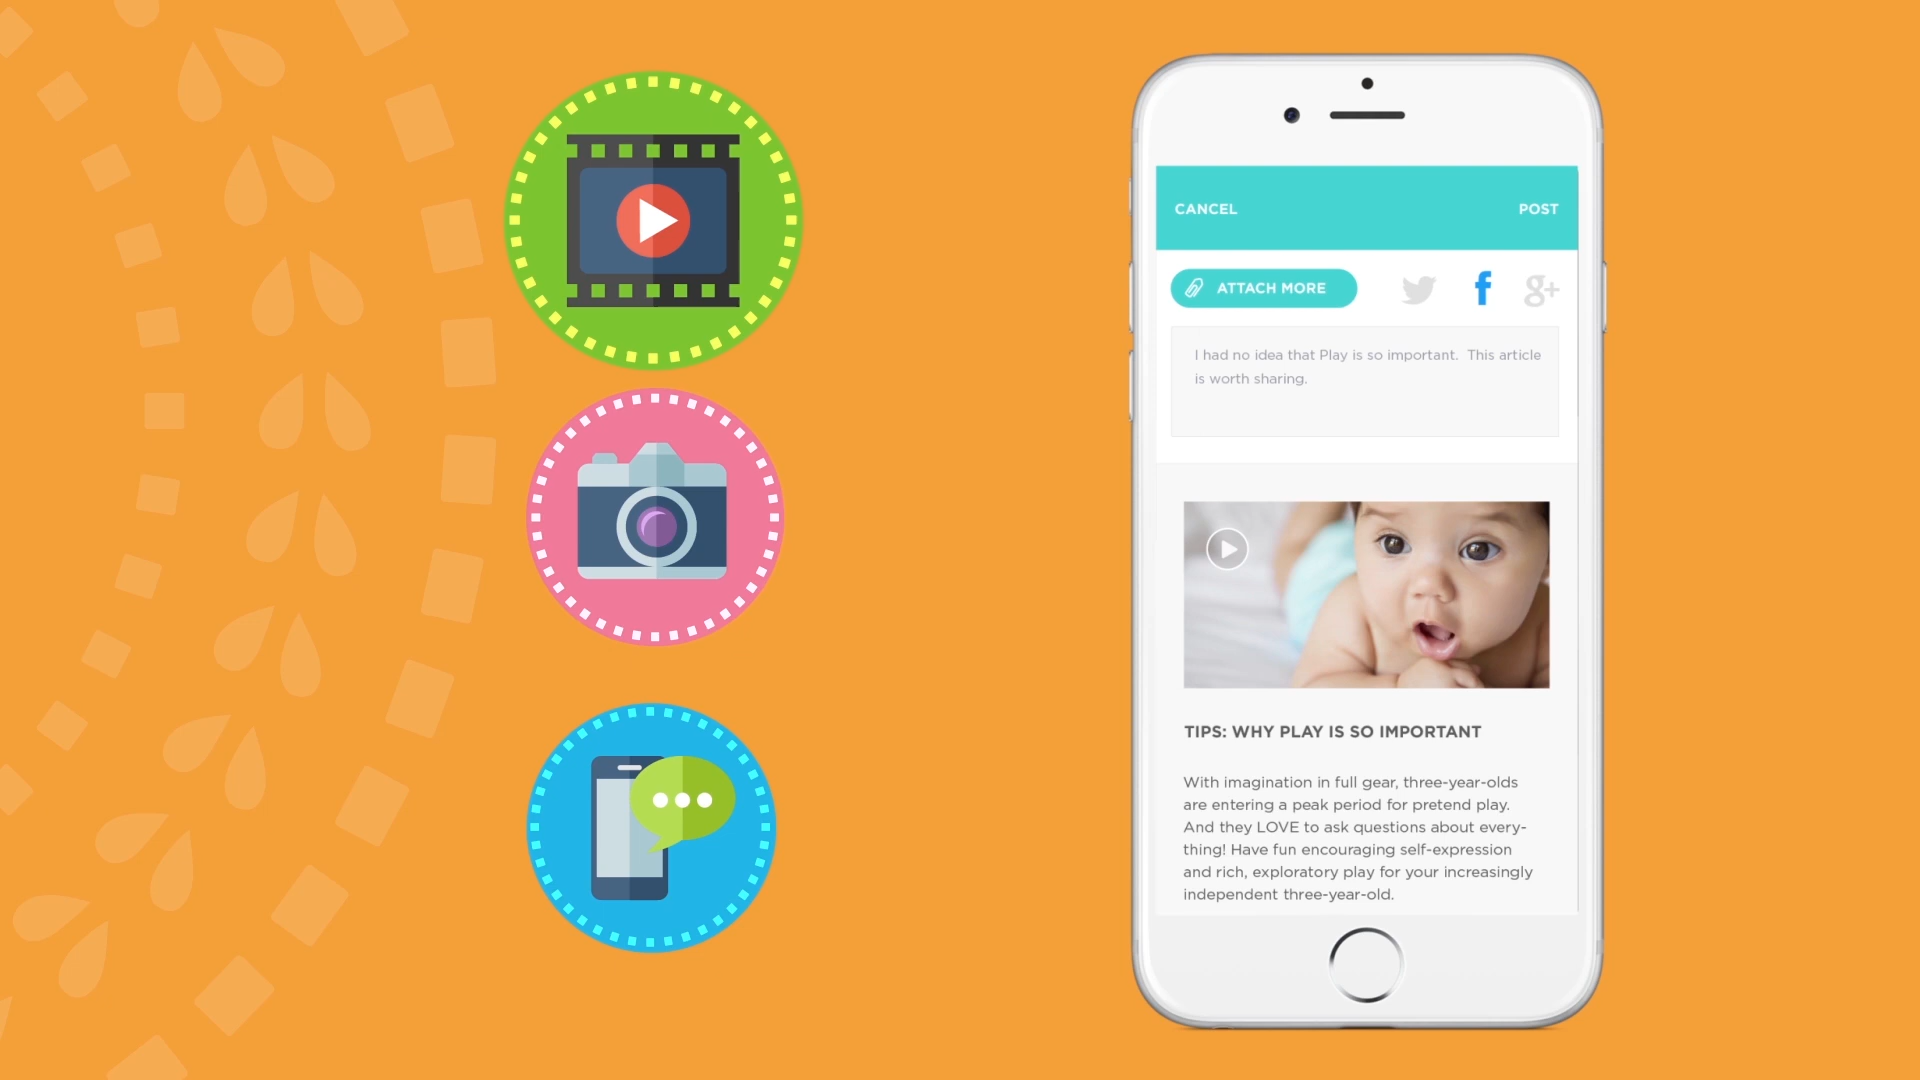 CANCEL
POST
ATTACH MORE
g+
I had no idea that Play is so important.  This article
is worth sharing.
TIPS: WHY PLAY IS SO IMPORTANT
With imagination in full gear, three-year-olds
are entering a peak period for pretend play.
And they LOVE to ask questions about every-
thing! Have fun encouraging self-expression
and rich, exploratory play for your increasingly
independent three-year-old.